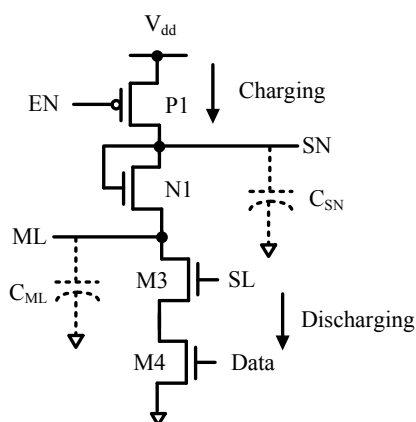 V_dd
EN
P1
Charging
SN
N1
C_SN
ML
M3
SL
C_ML
Discharging
M4
Data